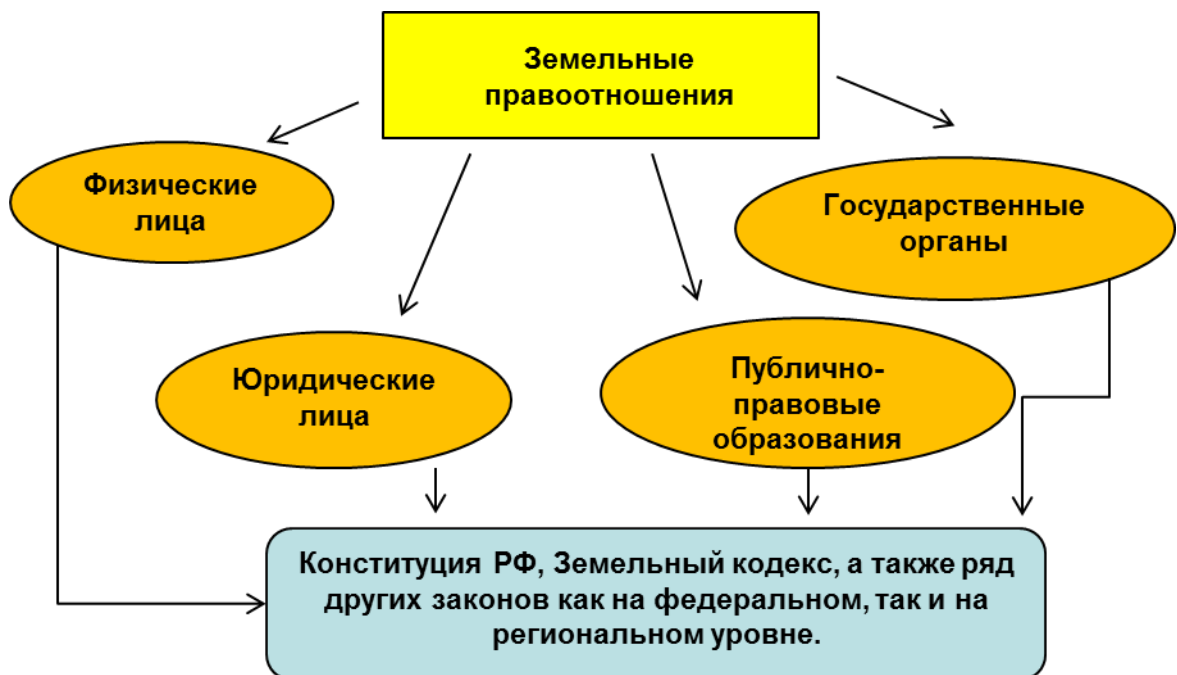 Земельные
правоотношения
Физические
лица
Государственные
органы
Юридические
лица
Публично-
правовые
образования
Конституция РФ, Земельный кодекс, а также ряд
других законов как на федеральном, так и на
региональном уровне.